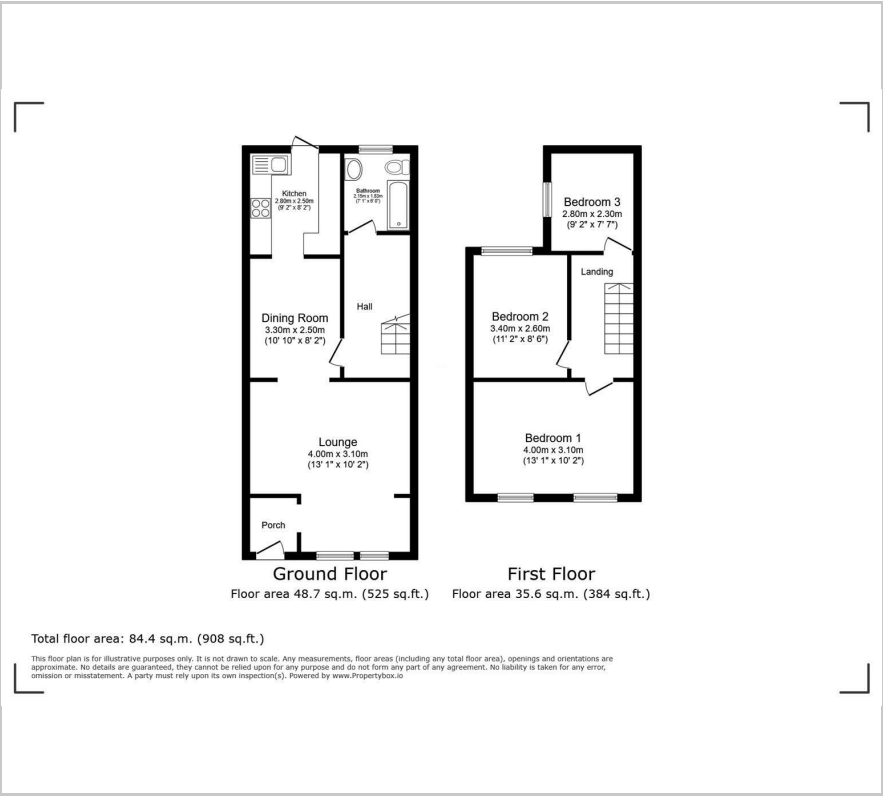 Kitchen
2.80m x 2.50m
(9' 2" x 8' 2")
Bathroom
2.15m x 1.83m
(7' 1" x 6' 0")
Hall
Dining Room
3.30m x 2.50m
(10' 10" x 8' 2")
Lounge
4.00m x 3.10m
(13' 1" x 10' 2")
Porch
Ground Floor
Floor area 48.7 sq.m. (525 sq.ft.)
Bedroom 3
2.80m x 2.30m
(9' 2" x 7' 7")
Landing
Bedroom 2
3.40m x 2.60m
(11' 2" x 8' 6")
Bedroom 1
4.00m x 3.10m
(13' 1" x 10' 2")
First Floor
Floor area 35.6 sq.m. (384 sq.ft.)
Total floor area: 84.4 sq.m. (908 sq.ft.)
This floor plan is for illustrative purposes only. It is not drawn to scale. Any measurements, floor areas (including any total floor area), openings and orientations are
approximate. No details are guaranteed, they cannot be relied upon for any purpose and do not form any part of any agreement. No liability is taken for any error,
omission or misstatement. A party must rely upon its own inspection(s). Powered by www.Propertybox.io